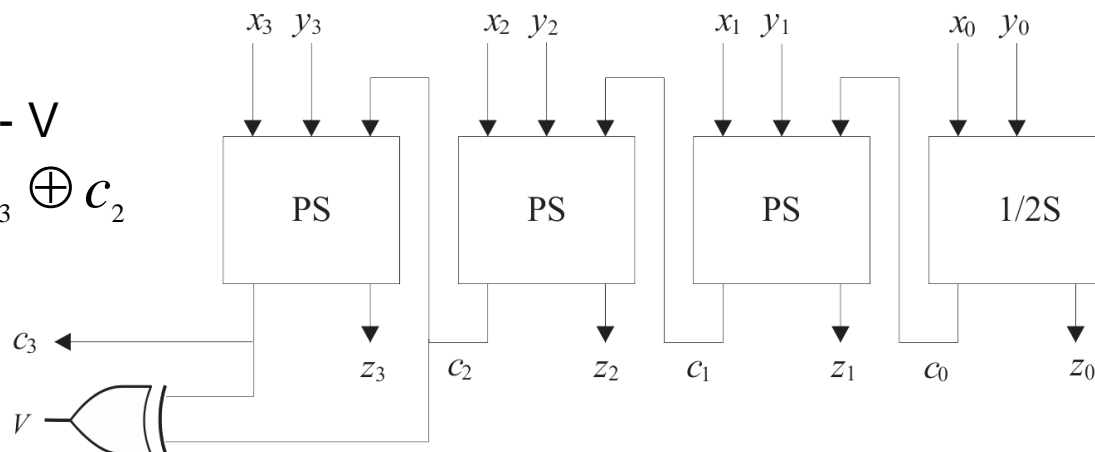 x₃ y₃ x₂ y₂ x₁ y₁ x₀ y₀
- V
₃ ⊕ c₂
PS PS PS 1/2S
c₃
z₃ c₂ z₂ c₁ z₁ c₀ z₀
V